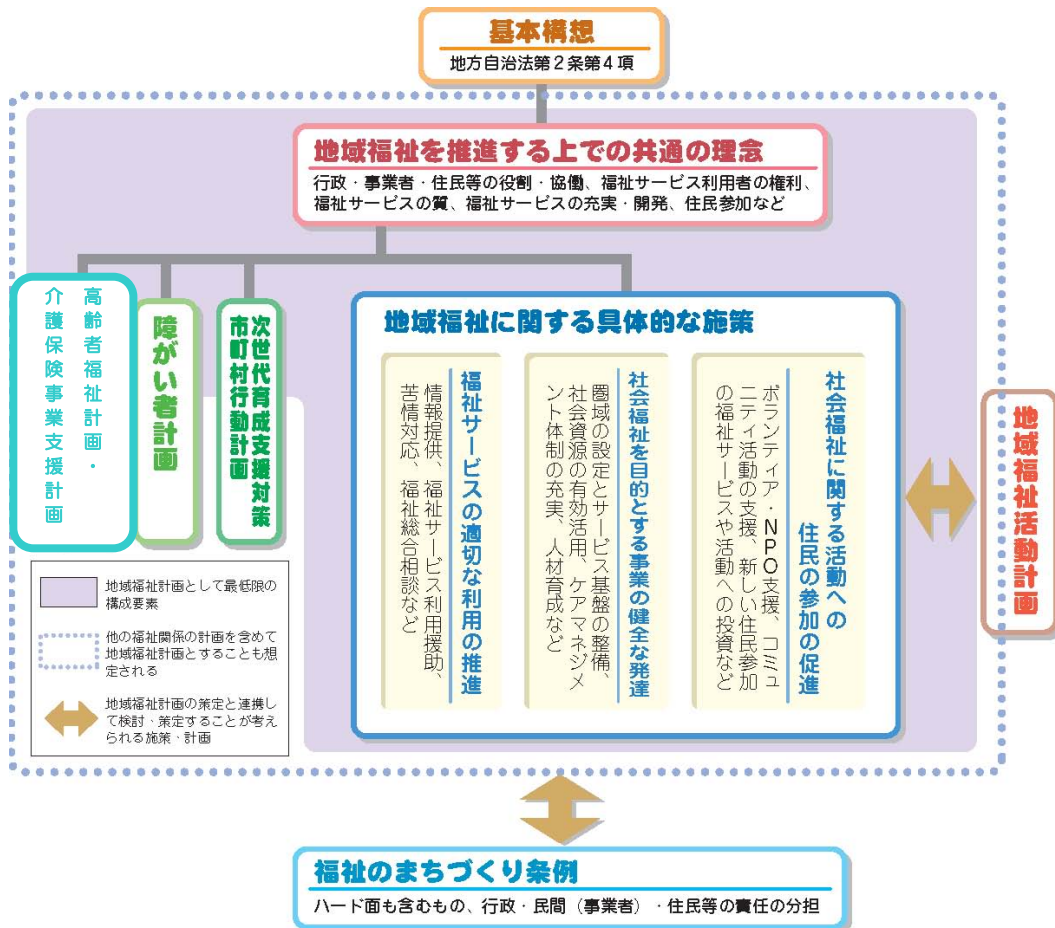 基本構想
地方自治法第2条第4項
地域福祉を推進する上での共通の理念
行政・事業者・住民等の役割・協働、福祉サービス利用者の権利、
福祉サービスの質、福祉サービスの充実・開発、住民参加など
高齢者福祉計画・
介護保険事業支援計画
障がい者計画
次世代育成支援対策
市町村行動計画
地域福祉に関する具体的な施策
社会福祉に関する活動への
住民の参加の促進
ボランティア・NPO支援、コミュ
ニティ活動の支援、新しい住民参加
の福祉サービスや活動への投資など
社会福祉を目的とする事業の健全な発達
圏域の設定とサービス基盤の整備、
社会資源の有効活用、ケアマネジメ
ント体制の充実、人材育成など
福祉サービスの適切な利用の推進
情報提供、福祉サービス利用援助、
苦情対応、福祉総合相談など
地域福祉活動計画
地域福祉計画として最低限の
構成要素
他の福祉関係の計画を含めて
地域福祉計画とすることも想
定される
地域福祉計画の策定と連携し
て検討・策定することが考え
られる施策・計画
福祉のまちづくり条例
ハード面も含むもの、行政・民間（事業者）・住民等の責任の分担